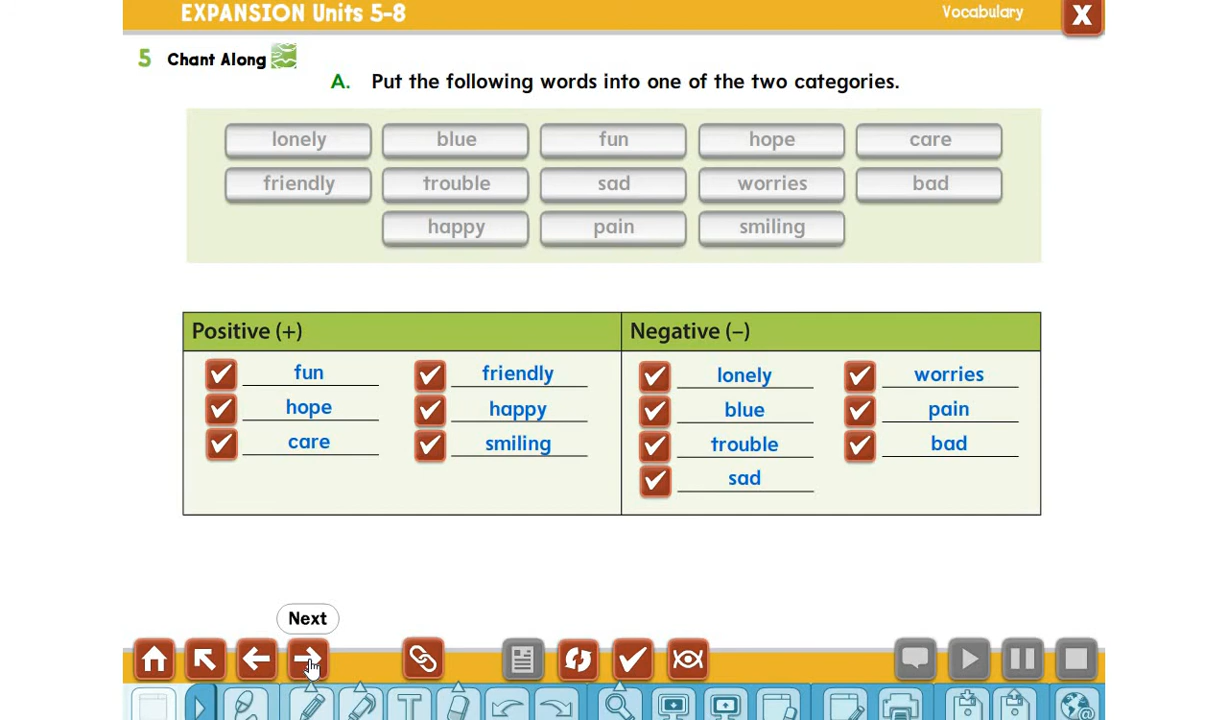 EXPANSION Units 5-8
Vocabulary
X
5 Chant Along
A. Put the following words into one of the two categories.
lonely blue fun hope care
friendly trouble sad worries bad
happy pain smiling
Positive (+) Negative (–)
fun friendly lonely worries
hope happy blue pain
care smiling trouble bad
sad
Next
T